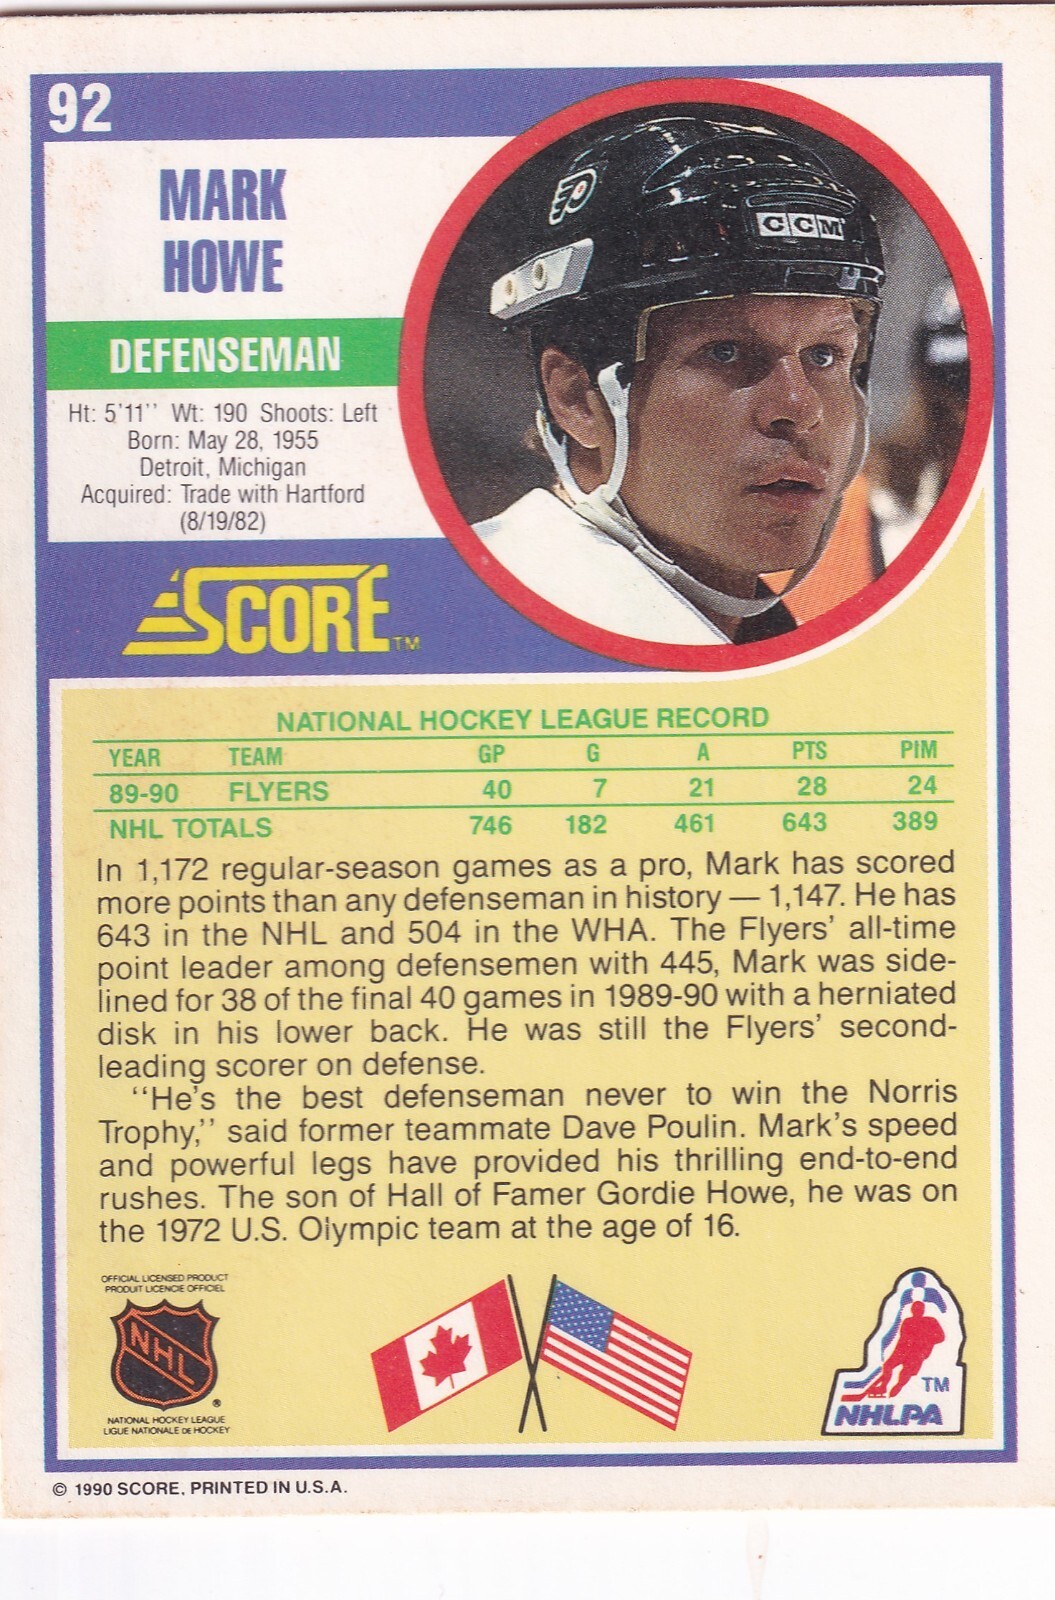 92
MARK
HOWE
CCM
DEFENSEMAN
Ht: 5'11'' Wt: 190 Shoots: Left
Born: May 28, 1955
Detroit, Michigan
Acquired: Trade with Hartford
(8/19/82)
SCORE TM
NATIONAL HOCKEY LEAGUE RECORD
YEAR TEAM GP G A PTS PIM
89-90 FLYERS 40 7 21 28 24
NHL TOTALS 746 182 461 643 389
In 1,172 regular-season games as a pro, Mark has scored
more points than any defenseman in history — 1,147. He has
643 in the NHL and 504 in the WHA. The Flyers' all-time
point leader among defensemen with 445, Mark was side-
lined for 38 of the final 40 games in 1989-90 with a herniated
disk in his lower back. He was still the Flyers' second-
leading scorer on defense.
''He's the best defenseman never to win the Norris
Trophy,'' said former teammate Dave Poulin. Mark's speed
and powerful legs have provided his thrilling end-to-end
rushes. The son of Hall of Famer Gordie Howe, he was on
the 1972 U.S. Olympic team at the age of 16.
OFFICIAL LICENSED PRODUCT
PRODUIT LICENCIE OFFICIEL
NHL ®
NATIONAL HOCKEY LEAGUE
LIGUE NATIONALE DE HOCKEY
TM
NHLPA
© 1990 SCORE, PRINTED IN U.S.A.